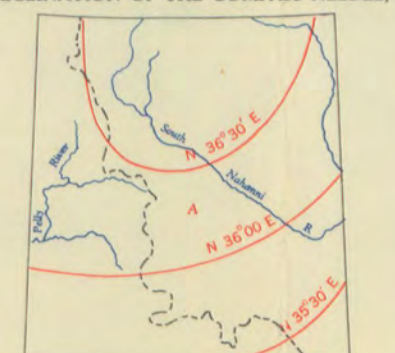 South
N 36°30' E
River
Nahanni
A
Pelly
R
N 36°00 E
N 35°30' E